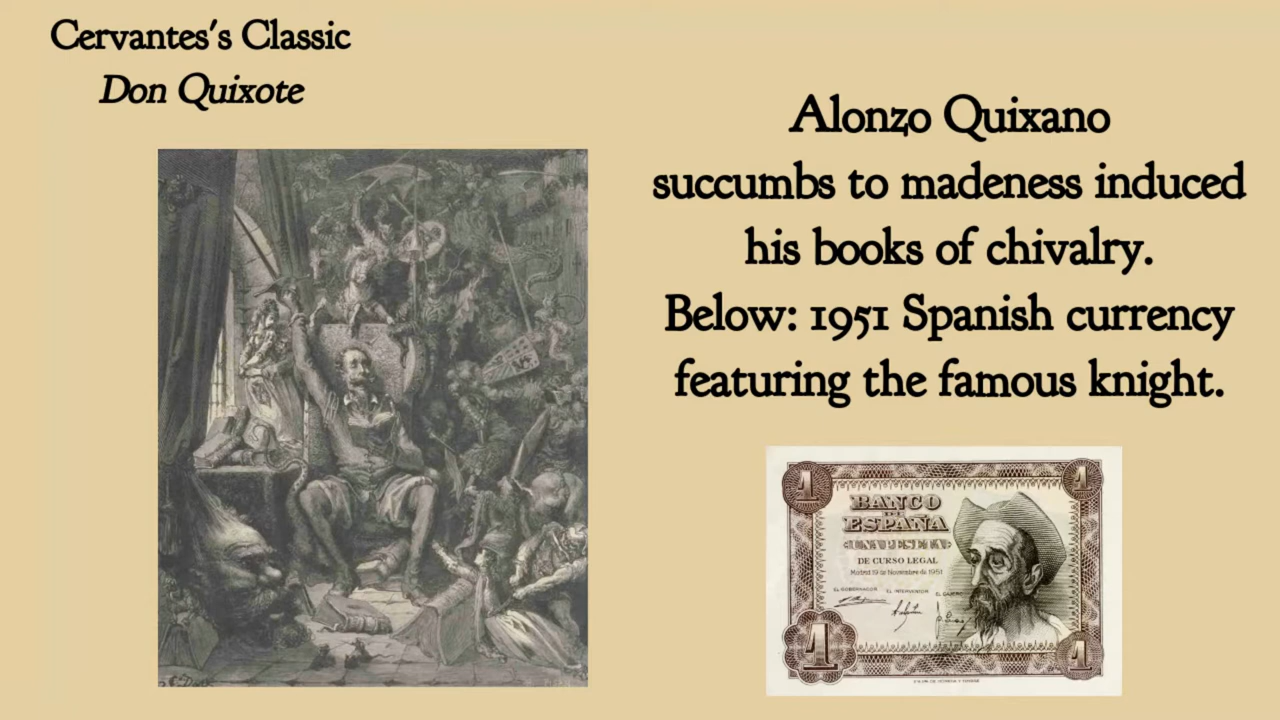 Cervantes's Classic
Don Quixote
Alonzo Quixano
succumbs to madeness induced
his books of chivalry.
Below: 1951 Spanish currency
featuring the famous knight.
1
1
BANCO
DE
ESPAÑA
UNA PESETA
DE CURSO LEGAL
Madrid 19 de Noviembre de 1951
EL GOBERNADOR EL INTERVENTOR EL CAJERO
1
1